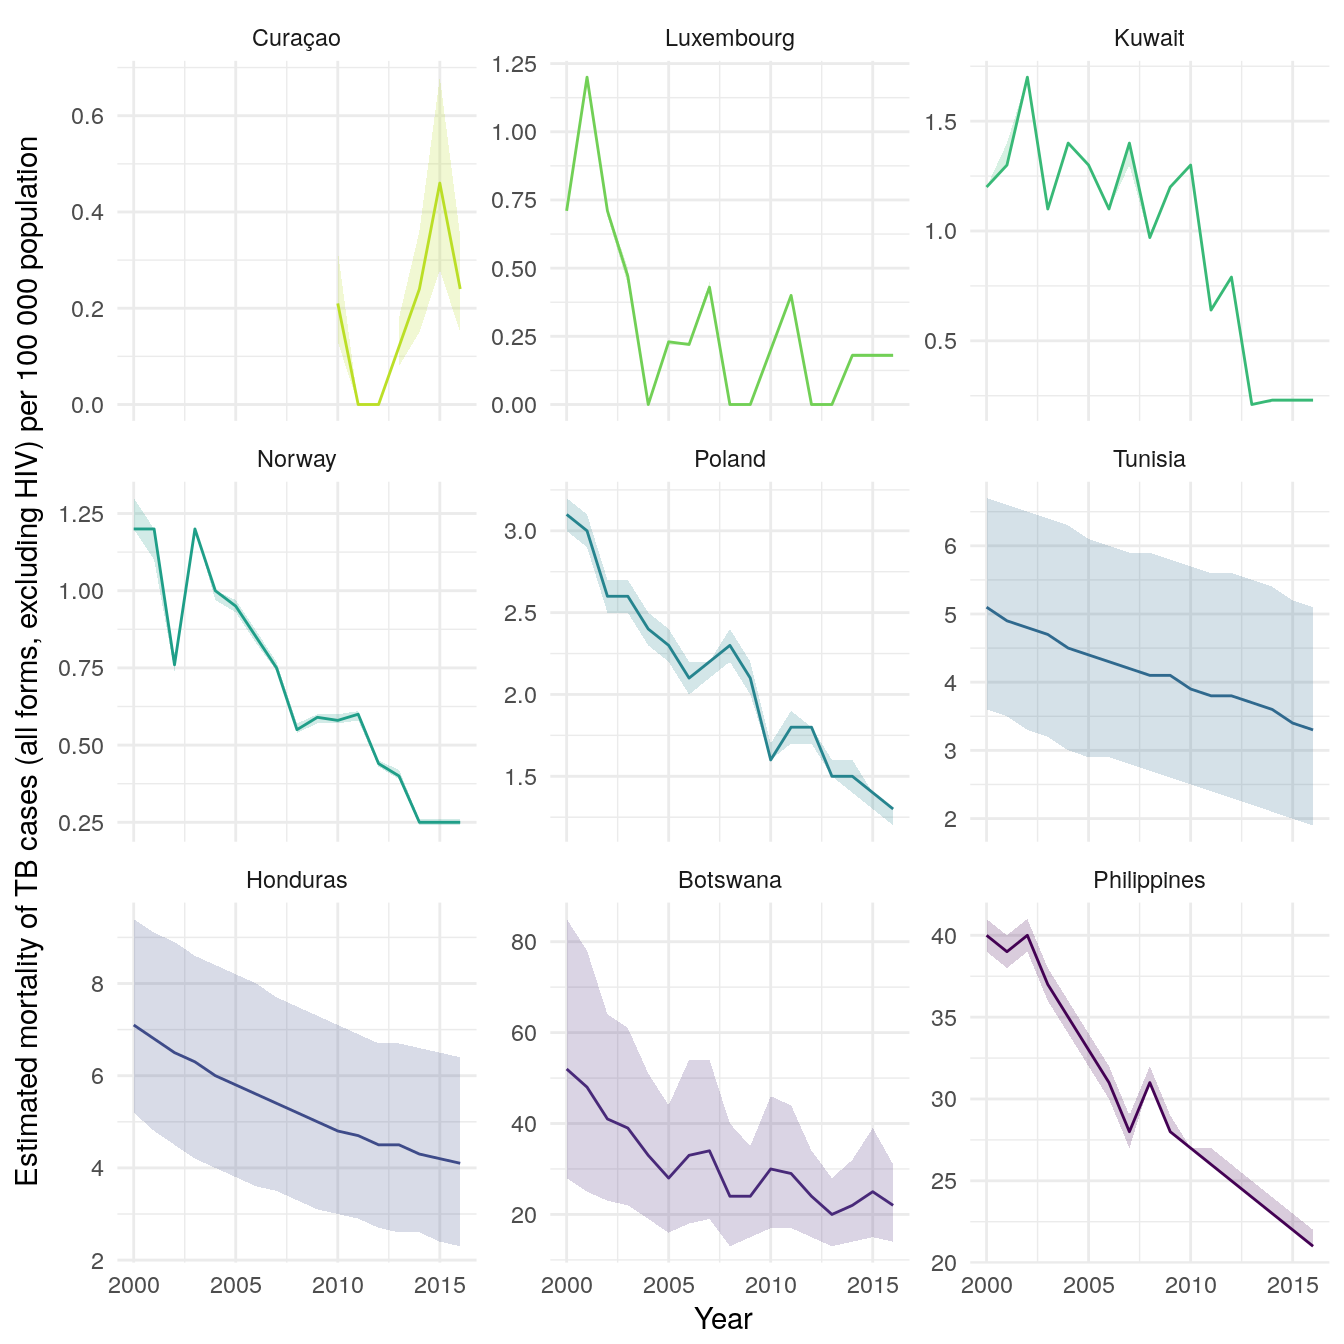 Curaçao
Luxembourg
Kuwait
0.6
0.4
0.2
0.0
1.25
1.00
0.75
0.50
0.25
0.00
1.5
1.0
0.5
Norway
Poland
Tunisia
1.25
1.00
0.75
0.50
0.25
3.0
2.5
2.0
1.5
6
5
4
3
2
Honduras
Botswana
Philippines
8
6
4
2
80
60
40
20
40
35
30
25
20
2000 2005 2010 2015
2000 2005 2010 2015
2000 2005 2010 2015
Year
Estimated mortality of TB cases (all forms, excluding HIV) per 100 000 population